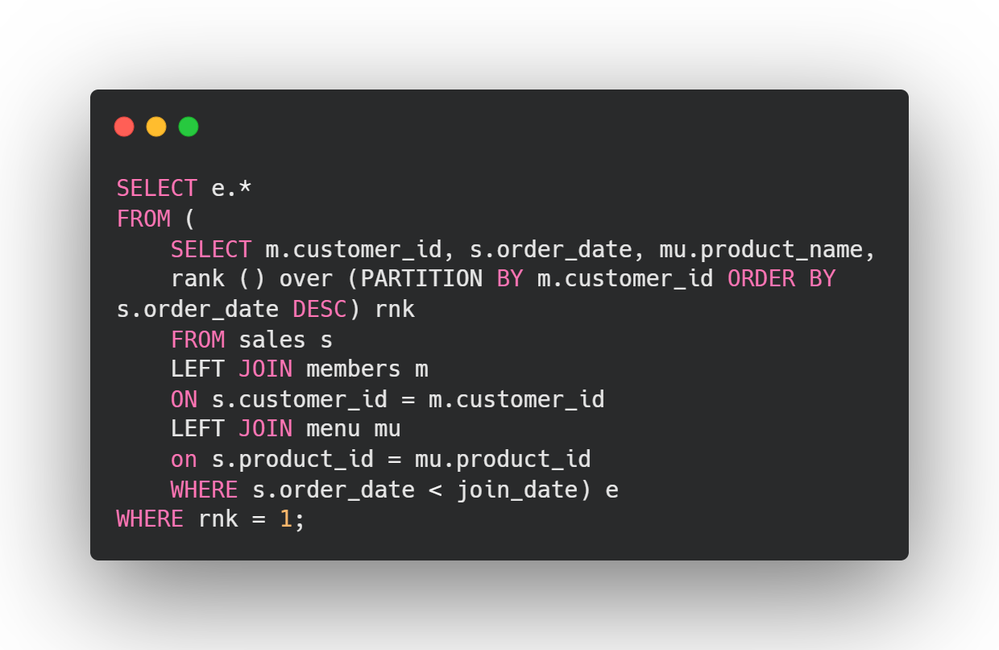 SELECT e.*
FROM (
    SELECT m.customer_id, s.order_date, mu.product_name,
    rank () over (PARTITION BY m.customer_id ORDER BY
s.order_date DESC) rnk
    FROM sales s
    LEFT JOIN members m
    ON s.customer_id = m.customer_id
    LEFT JOIN menu mu
    on s.product_id = mu.product_id
    WHERE s.order_date < join_date) e
WHERE rnk = 1;